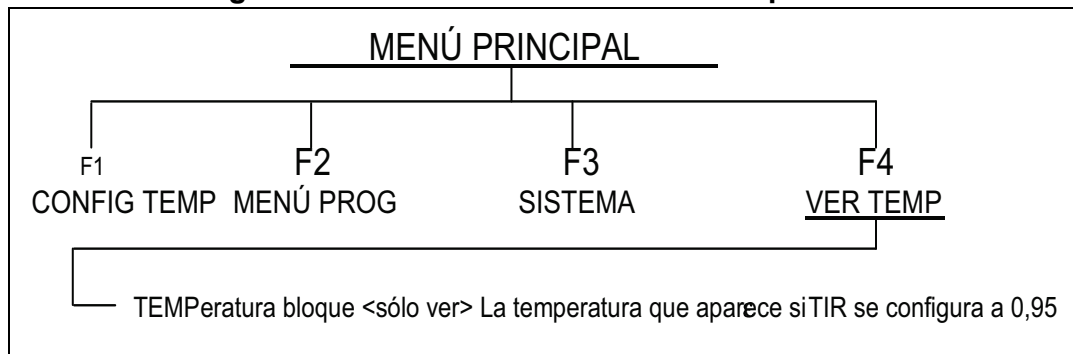 MENÚ PRINCIPAL
F1 F2 F3 F4
CONFIG TEMP MENÚ PROG SISTEMA VER TEMP
TEMPeratura bloque <sólo ver> La temperatura que aparece si TIR se configura a 0,95